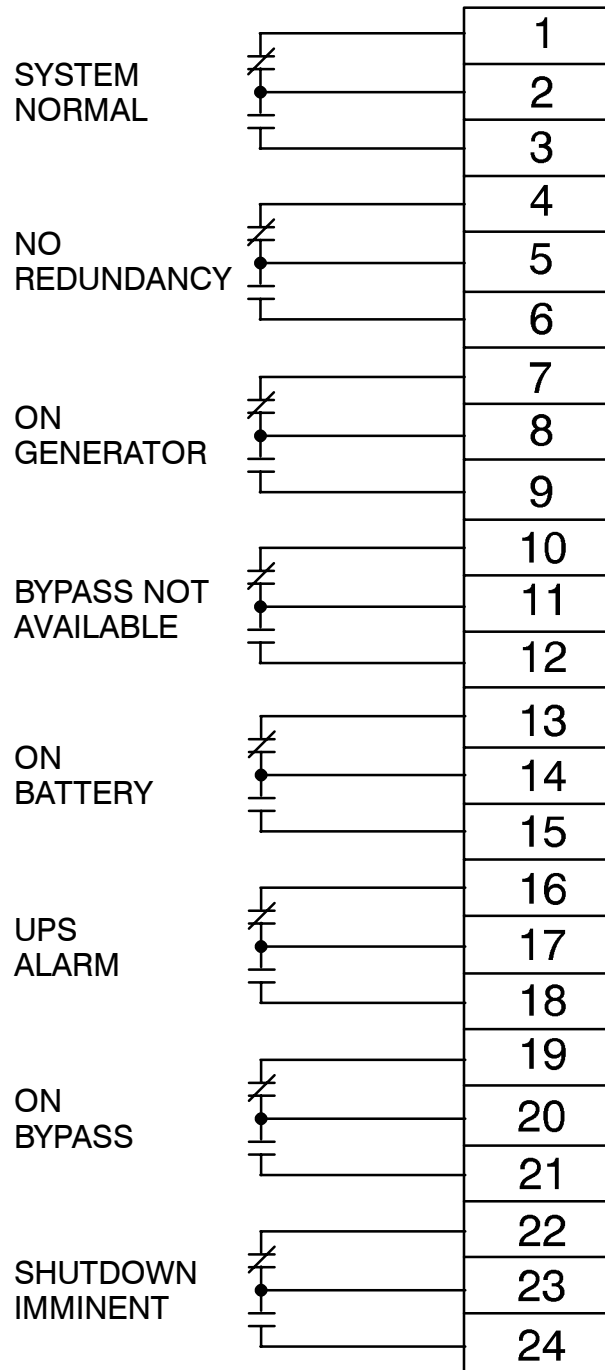 SYSTEM
NORMAL
1
2
3
NO
REDUNDANCY
4
5
6
ON
GENERATOR
7
8
9
BYPASS NOT
AVAILABLE
10
11
12
ON
BATTERY
13
14
15
UPS
ALARM
16
17
18
ON
BYPASS
19
20
21
SHUTDOWN
IMMINENT
22
23
24